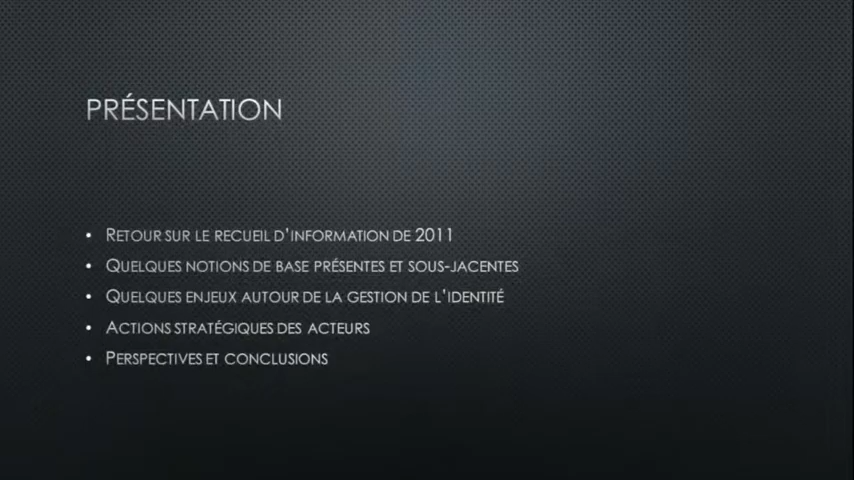 PRÉSENTATION
• RETOUR SUR LE RECUEIL D'INFORMATION DE 2011
• QUELQUES NOTIONS DE BASE PRÉSENTES ET SOUS-JACENTES
• QUELQUES ENJEUX AUTOUR DE LA GESTION DE L'IDENTITÉ
• ACTIONS STRATÉGIQUES DES ACTEURS
• PERSPECTIVES ET CONCLUSIONS